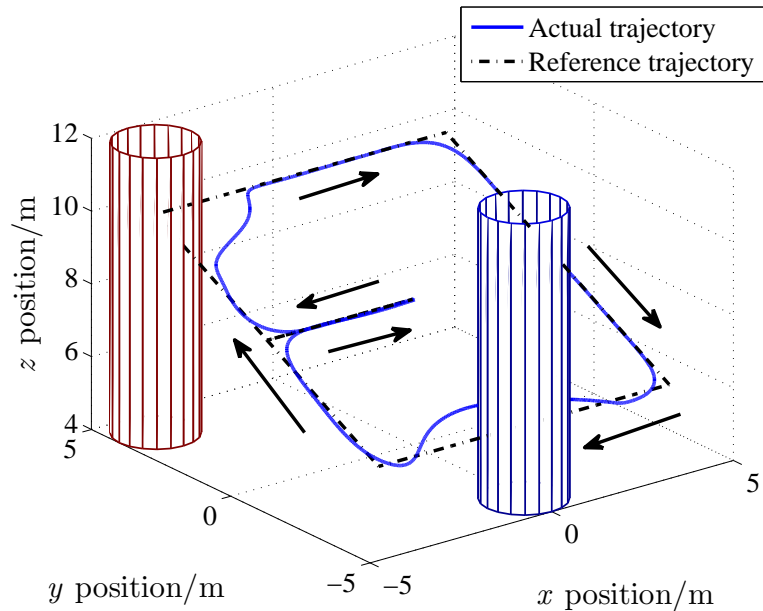 Actual trajectory
Reference trajectory
12
10
8
6
4
5
0
−5
−5
0
5
z position/m
y position/m
x position/m